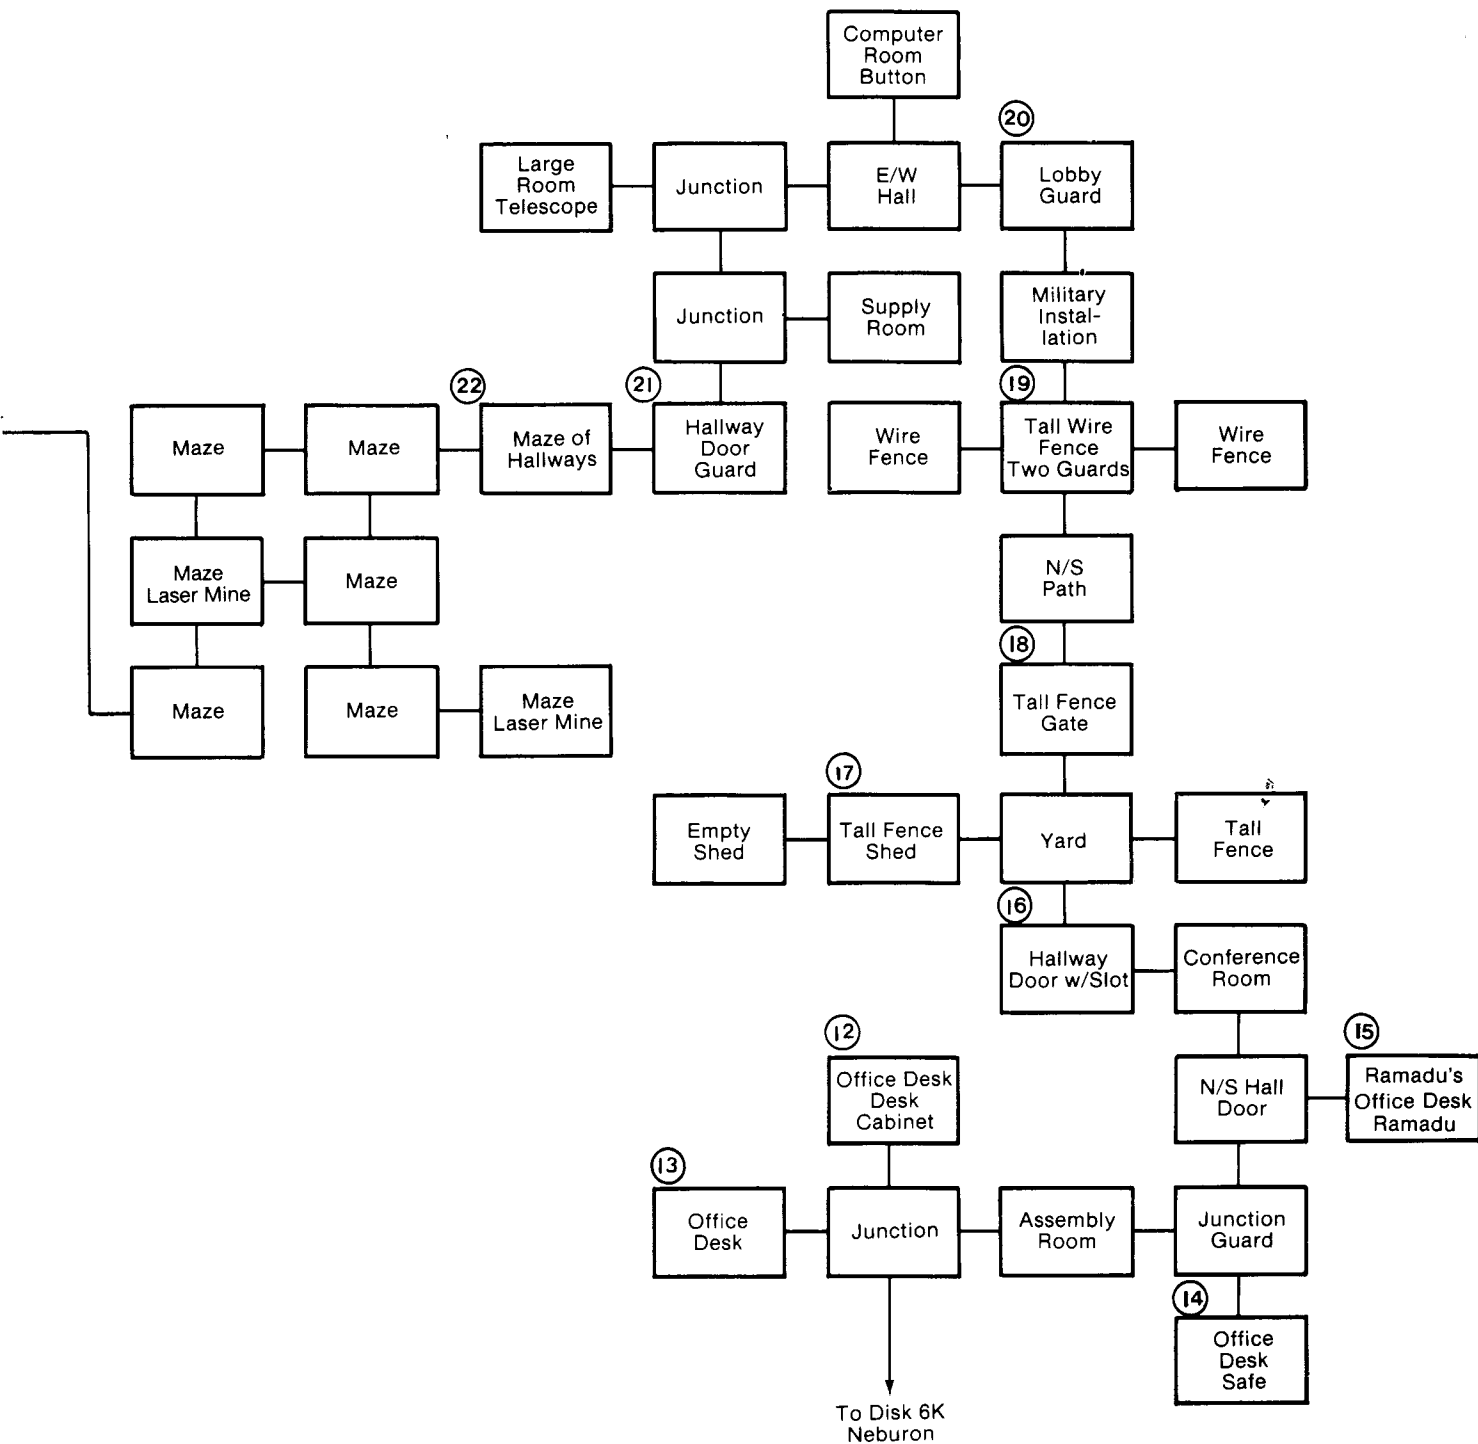 Computer
Room
Button
20
Large
Room
Telescope
Junction
E/W
Hall
Lobby
Guard
Junction
Supply
Room
Military
Instal-
lation
22
21
19
Maze
Maze
Maze of
Hallways
Hallway
Door
Guard
Wire
Fence
Tall Wire
Fence
Two Guards
Wire
Fence
Maze
Laser Mine
Maze
N/S
Path
18
Maze
Maze
Maze
Laser Mine
Tall Fence
Gate
17
Empty
Shed
Tall Fence
Shed
Yard
Tall
Fence
16
Hallway
Door w/Slot
Conference
Room
12
15
Office Desk
Desk
Cabinet
N/S Hall
Door
Ramadu's
Office Desk
Ramadu
13
Office
Desk
Junction
Assembly
Room
Junction
Guard
14
Office
Desk
Safe
To Disk 6K
Neburon